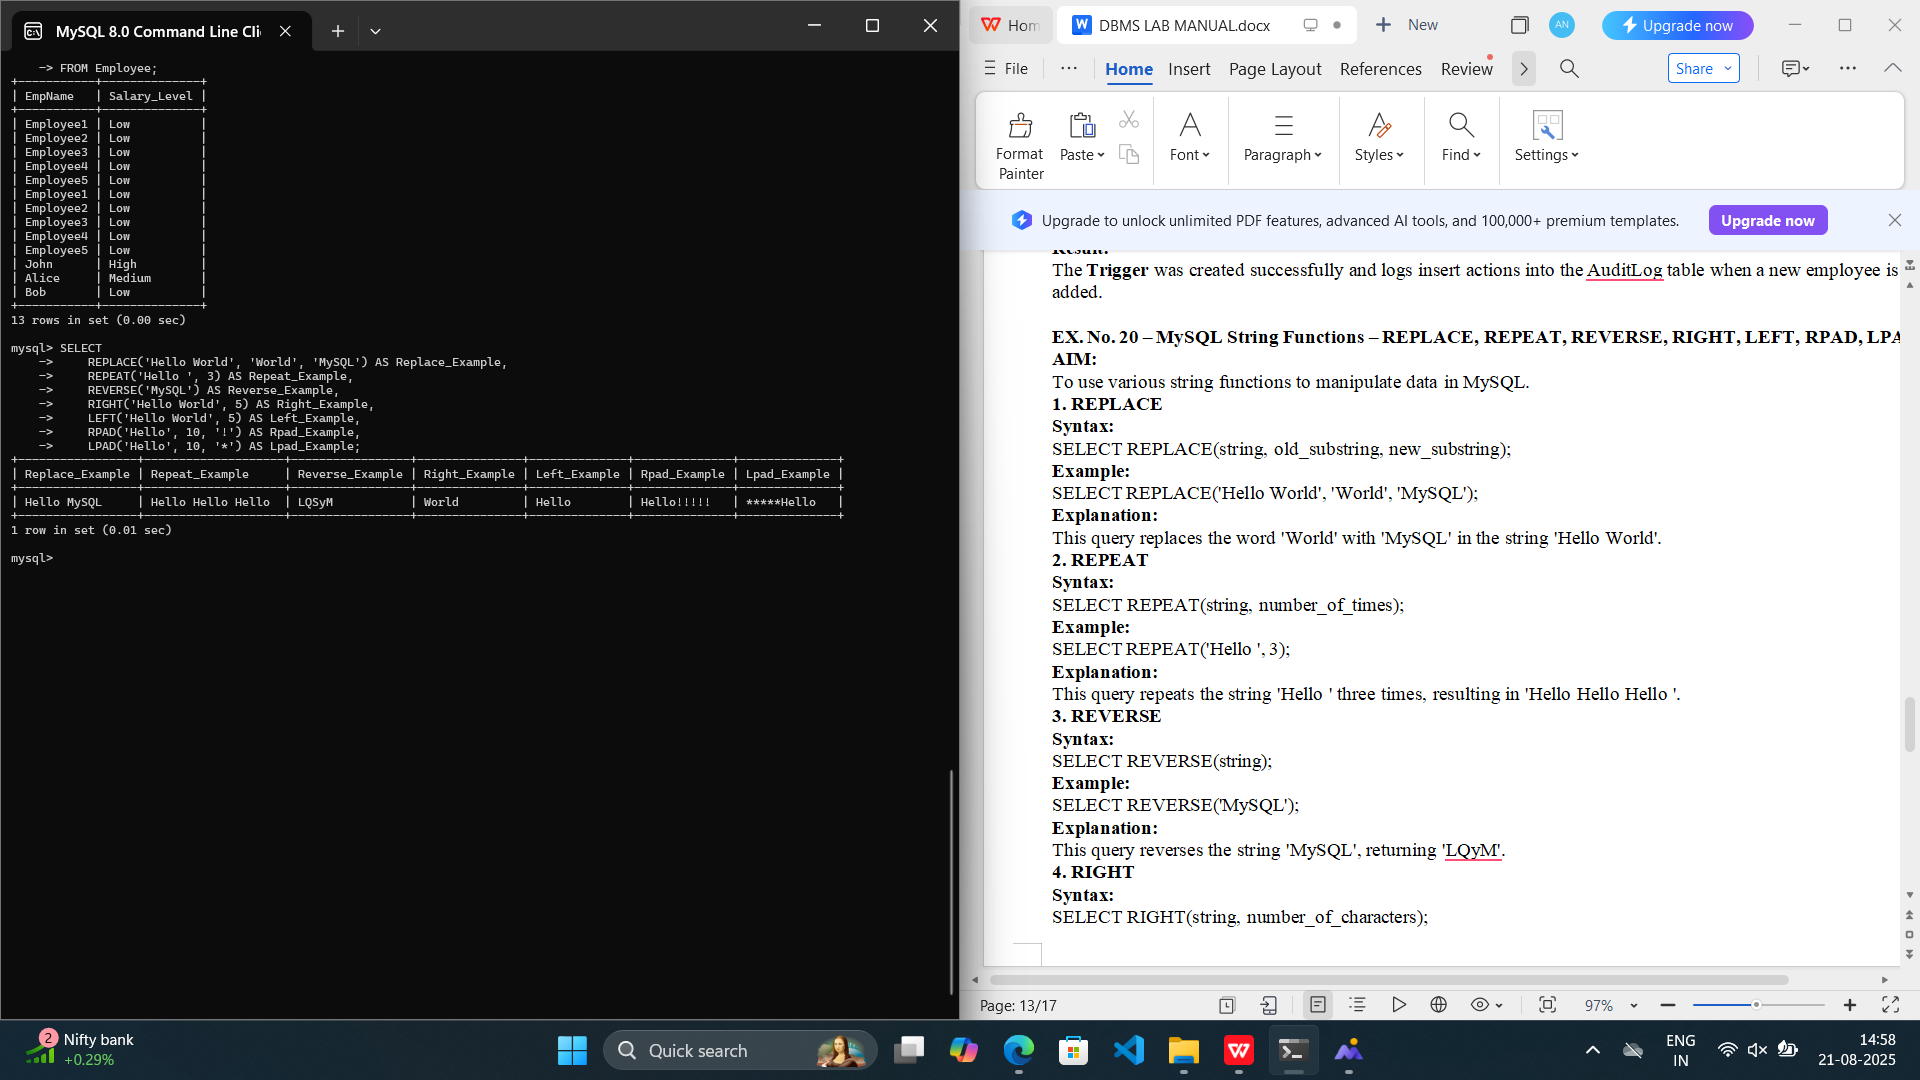 MySQL 8.0 Command Line Cli
-> FROM Employee;
| EmpName | Salary_Level |
| Employee1 | Low |
| Employee2 | Low |
| Employee3 | Low |
| Employee4 | Low |
| Employee5 | Low |
| Employee1 | Low |
| Employee2 | Low |
| Employee3 | Low |
| Employee4 | Low |
| Employee5 | Low |
| John | High |
| Alice | Medium |
| Bob | Low |
13 rows in set (0.00 sec)
mysql> SELECT
-> REPLACE('Hello World', 'World', 'MySQL') AS Replace_Example,
-> REPEAT('Hello ', 3) AS Repeat_Example,
-> REVERSE('MySQL') AS Reverse_Example,
-> RIGHT('Hello World', 5) AS Right_Example,
-> LEFT('Hello World', 5) AS Left_Example,
-> RPAD('Hello', 10, '!') AS Rpad_Example,
-> LPAD('Hello', 10, '*') AS Lpad_Example;
| Replace_Example | Repeat_Example | Reverse_Example | Right_Example | Left_Example | Rpad_Example | Lpad_Example |
| Hello MySQL | Hello Hello Hello | LQSyM | World | Hello | Hello!!!!! | *****Hello |
1 row in set (0.01 sec)
mysql>
Hom DBMS LAB MANUAL.docx New AN Upgrade now
File Home Insert Page Layout References Review Share
Format Painter Paste Font Paragraph Styles Find Settings
Upgrade to unlock unlimited PDF features, advanced AI tools, and 100,000+ premium templates. Upgrade now
Result:
The Trigger was created successfully and logs insert actions into the AuditLog table when a new employee is
added.
EX. No. 20 – MySQL String Functions – REPLACE, REPEAT, REVERSE, RIGHT, LEFT, RPAD, LPA
AIM:
To use various string functions to manipulate data in MySQL.
1. REPLACE
Syntax:
SELECT REPLACE(string, old_substring, new_substring);
Example:
SELECT REPLACE('Hello World', 'World', 'MySQL');
Explanation:
This query replaces the word 'World' with 'MySQL' in the string 'Hello World'.
2. REPEAT
Syntax:
SELECT REPEAT(string, number_of_times);
Example:
SELECT REPEAT('Hello ', 3);
Explanation:
This query repeats the string 'Hello ' three times, resulting in 'Hello Hello Hello '.
3. REVERSE
Syntax:
SELECT REVERSE(string);
Example:
SELECT REVERSE('MySQL');
Explanation:
This query reverses the string 'MySQL', returning 'LQyM'.
4. RIGHT
Syntax:
SELECT RIGHT(string, number_of_characters);
Page: 13/17 97%
2 Nifty bank
+0.29%
Quick search
ENG
IN
14:58
21-08-2025